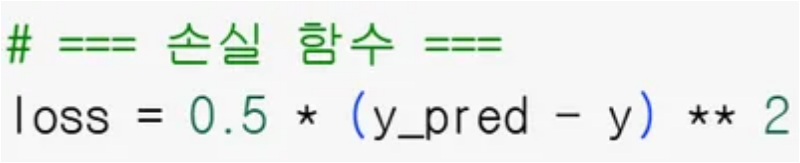 # === 손실 함수 ===
loss = 0.5 * (y_pred - y) ** 2